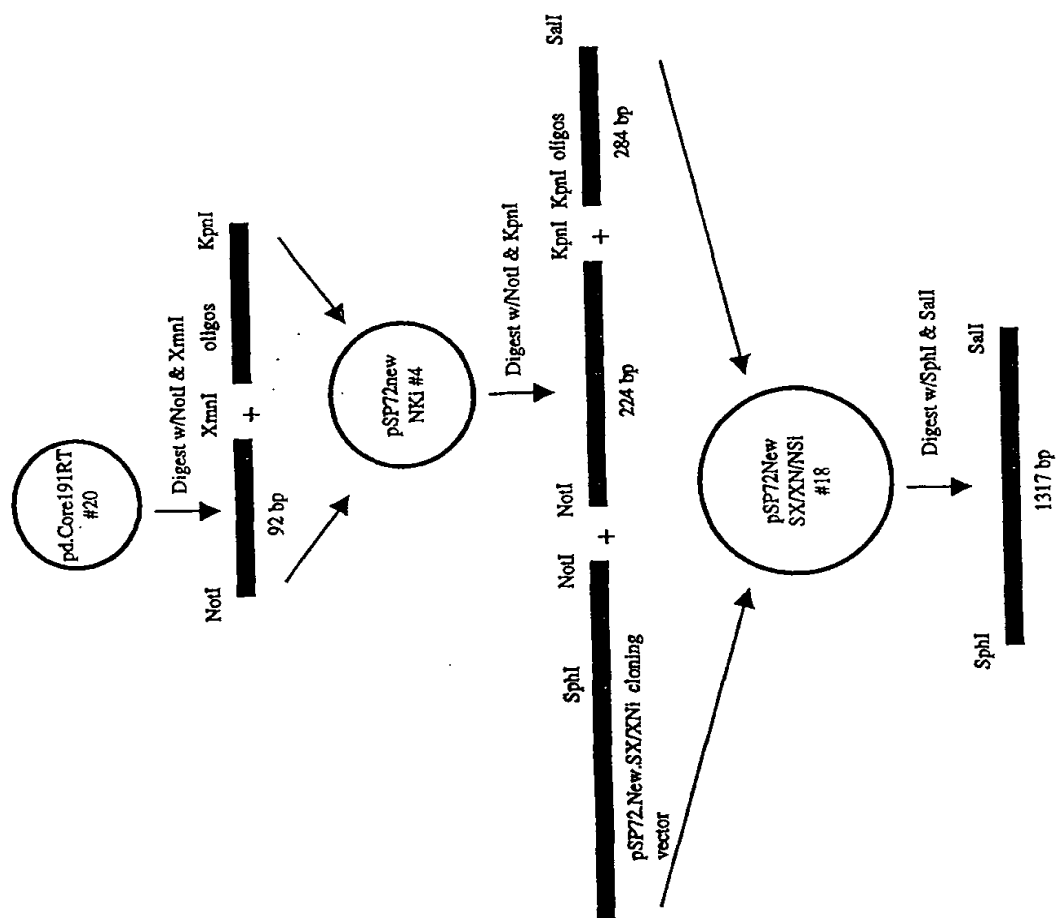 pd.Core191RT
#20
Digest w/NotI & XmnI
NotI
XmnI
oligos
KpnI
92 bp
+
pSP72new
NKi #4
Digest w/NotI & KpnI
SphI
NotI
NotI
KpnI
KpnI oligos
SalI
+
+
pSP72.New.SX/XNi cloning
vector
224 bp
284 bp
pSP72New
SX/XN/NSi
#18
Digest w/SphI & SalI
SphI
SalI
1317 bp